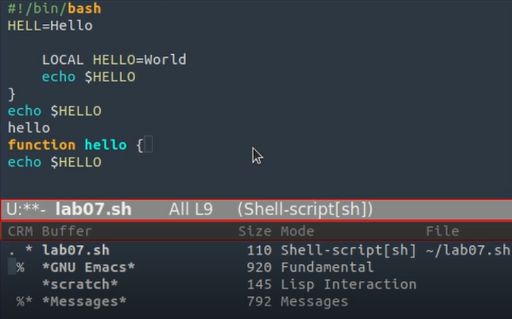 #!/bin/bash
HELL=Hello
LOCAL HELLO=World
echo $HELLO
}
echo $HELLO
hello
function hello {
echo $HELLO
U:**- lab07.sh All L9 (Shell-script[sh])
CRM Buffer Size Mode File
. * lab07.sh 110 Shell-script[sh] ~/lab07.sh
% *GNU Emacs* 920 Fundamental
*scratch* 145 Lisp Interaction
%* *Messages* 792 Messages